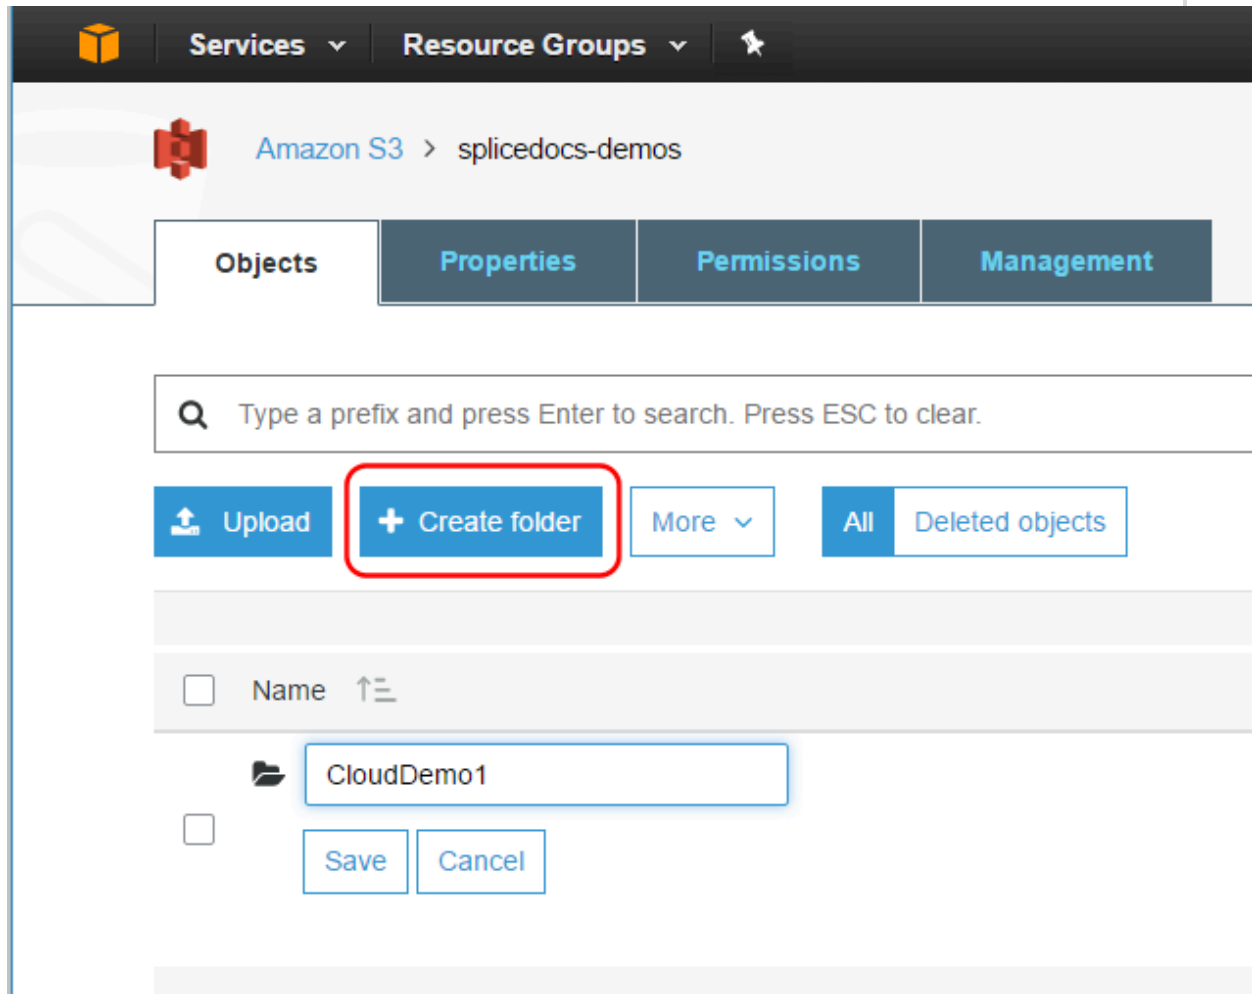 Services Resource Groups
Amazon S3 > splicedocs-demos
Objects Properties Permissions Management
Type a prefix and press Enter to search. Press ESC to clear.
Upload + Create folder More All Deleted objects
Name
CloudDemo1
Save Cancel